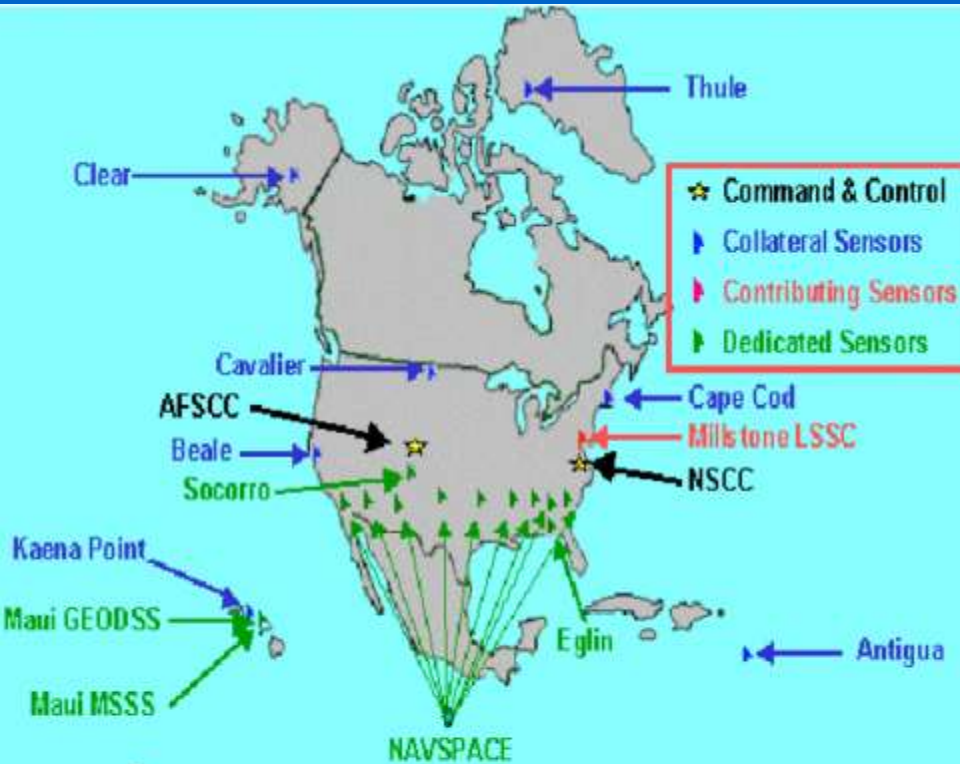 Thule
Clear
Command & Control
Collateral Sensors
Contributing Sensors
Dedicated Sensors
Cavalier
AFSCC
Cape Cod
Beale
Millstone LSSC
Socorro
NSCC
Kaena Point
Maui GEODSS
Eglin
Antigua
Maui MSSS
NAVSPACE